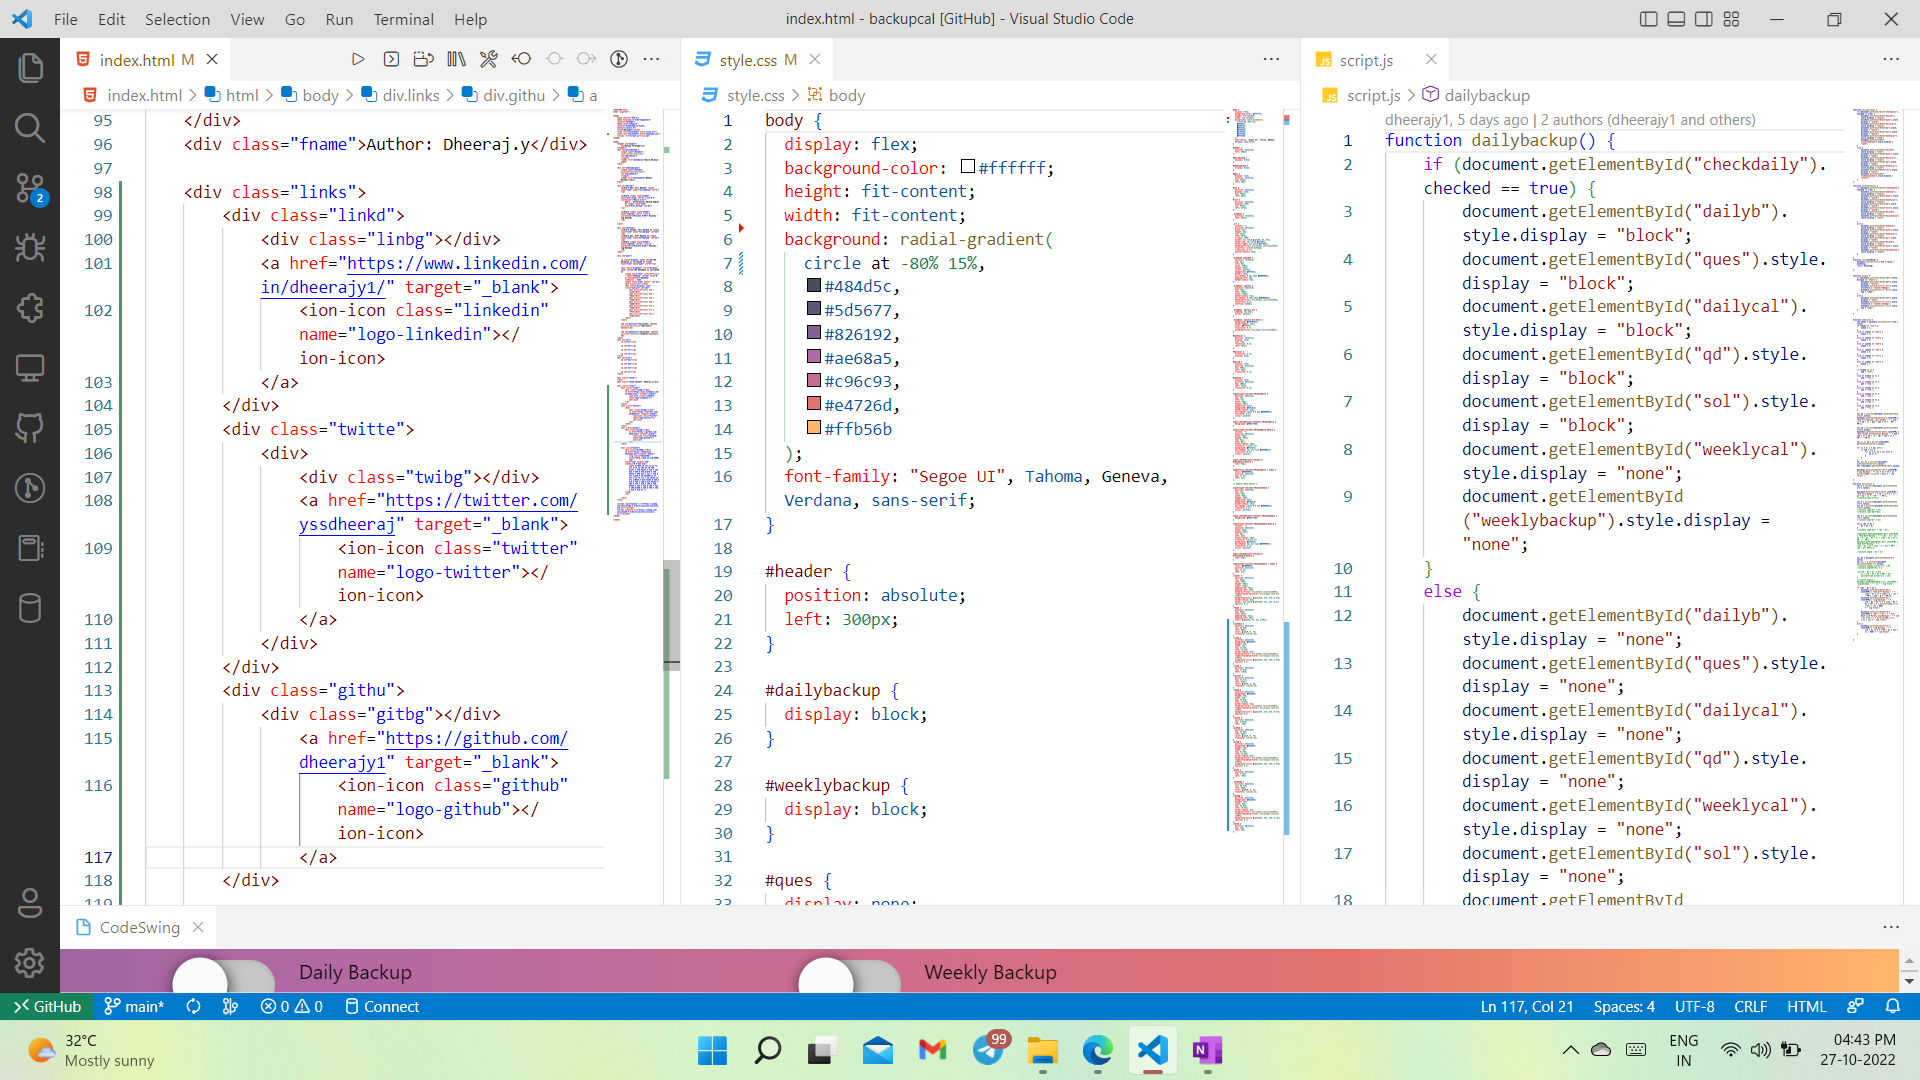 File Edit Selection View Go Run Terminal Help
index.html - backupcal [GitHub] - Visual Studio Code
index.html M
index.html > html > body > div.links > div.githu > a
95 </div>
96 <div class="fname">Author: Dheeraj.y</div>
97
98 <div class="links">
99 <div class="linkd">
100 <div class="linbg"></div>
101 <a href="https://www.linkedin.com/
in/dheerajy1/" target="_blank">
102 <ion-icon class="linkedin"
name="logo-linkedin"></
ion-icon>
103 </a>
104 </div>
105 <div class="twitte">
106 <div>
107 <div class="twibg"></div>
108 <a href="https://twitter.com/
yssdheeraj" target="_blank">
109 <ion-icon class="twitter"
name="logo-twitter"></
ion-icon>
110 </a>
111 </div>
112 </div>
113 <div class="githu">
114 <div class="gitbg"></div>
115 <a href="https://github.com/
dheerajy1" target="_blank">
116 <ion-icon class="github"
name="logo-github"></
ion-icon>
117 </a>
118 </div>
119
style.css M
style.css > body
1 body {
2 display: flex;
3 background-color: #ffffff;
4 height: fit-content;
5 width: fit-content;
6 background: radial-gradient(
7 circle at -80% 15%,
8 #484d5c,
9 #5d5677,
10 #826192,
11 #ae68a5,
12 #c96c93,
13 #e4726d,
14 #ffb56b
15 );
16 font-family: "Segoe UI", Tahoma, Geneva,
Verdana, sans-serif;
17 }
18
19 #header {
20 position: absolute;
21 left: 300px;
22 }
23
24 #dailybackup {
25 display: block;
26 }
27
28 #weeklybackup {
29 display: block;
30 }
31
32 #ques {
33 display: none;
JS script.js
JS script.js > dailybackup
dheerajy1, 5 days ago | 2 authors (dheerajy1 and others)
1 function dailybackup() {
2 if (document.getElementById("checkdaily").
checked == true) {
3 document.getElementById("dailyb").
style.display = "block";
4 document.getElementById("ques").style.
display = "block";
5 document.getElementById("dailycal").
style.display = "block";
6 document.getElementById("qd").style.
display = "block";
7 document.getElementById("sol").style.
display = "block";
8 document.getElementById("weeklycal").
style.display = "none";
9 document.getElementById
("weeklybackup").style.display =
"none";
10 }
11 else {
12 document.getElementById("dailyb").
style.display = "none";
13 document.getElementById("ques").style.
display = "none";
14 document.getElementById("dailycal").
style.display = "none";
15 document.getElementById("qd").style.
display = "none";
16 document.getElementById("weeklycal").
style.display = "none";
17 document.getElementById("sol").style.
display = "none";
18 document.getElementById
2
CodeSwing
Daily Backup
Weekly Backup
GitHub main* 0 0 Connect
Ln 117, Col 21 Spaces: 4 UTF-8 CRLF HTML
32°C
Mostly sunny
99
N
ENG
IN
04:43 PM
27-10-2022